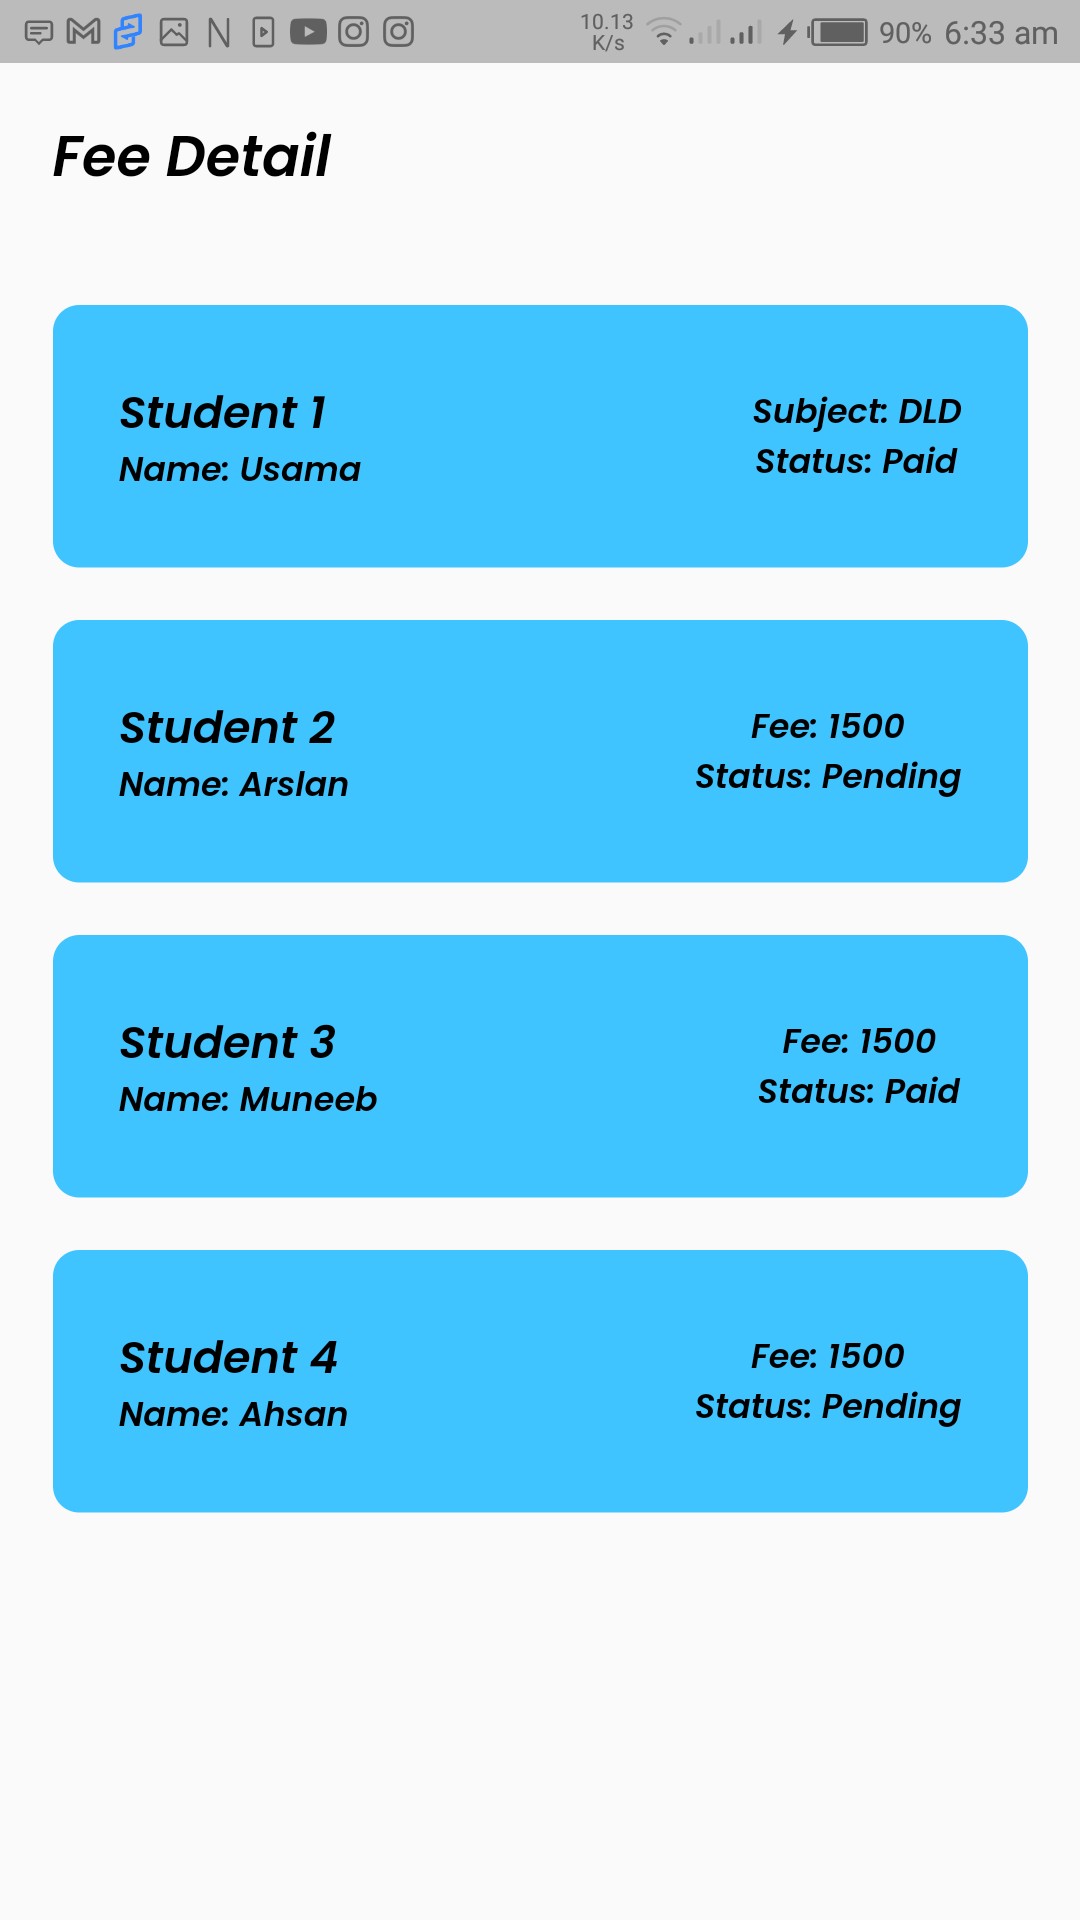 10.13
K/s
90% 6:33 am
Fee Detail
Student 1
Name: Usama
Subject: DLD
Status: Paid
Student 2
Name: Arslan
Fee: 1500
Status: Pending
Student 3
Name: Muneeb
Fee: 1500
Status: Paid
Student 4
Name: Ahsan
Fee: 1500
Status: Pending